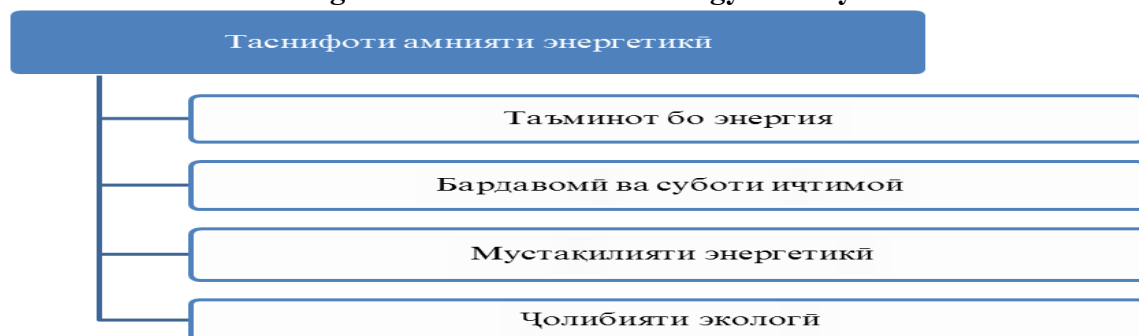 Таснифоти амнияти энергетикӣ
Таъминот бо энергия
Бардавомӣ ва суботи иҷтимоӣ
Мустақилияти энергетикӣ
Ҷолибияти экологӣ